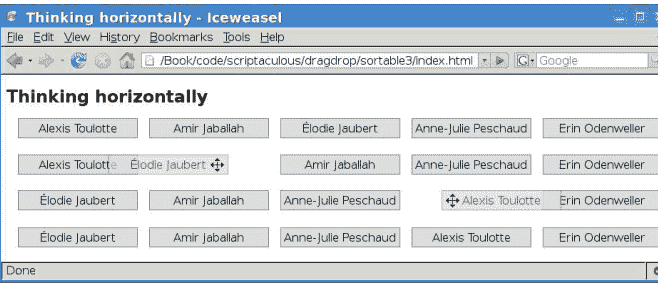 Thinking horizontally - Iceweasel
File Edit View History Bookmarks Tools Help
/Book/code/scriptaculous/dragdrop/sortable3/index.html G Google
Thinking horizontally
Alexis Toulotte Amir Jaballah Élodie Jaubert Anne-Julie Peschaud Erin Odenweller
Alexis Toulotte Élodie Jaubert Amir Jaballah Anne-Julie Peschaud Erin Odenweller
Élodie Jaubert Amir Jaballah Anne-Julie Peschaud Alexis Toulotte Erin Odenweller
Élodie Jaubert Amir Jaballah Anne-Julie Peschaud Alexis Toulotte Erin Odenweller
Done